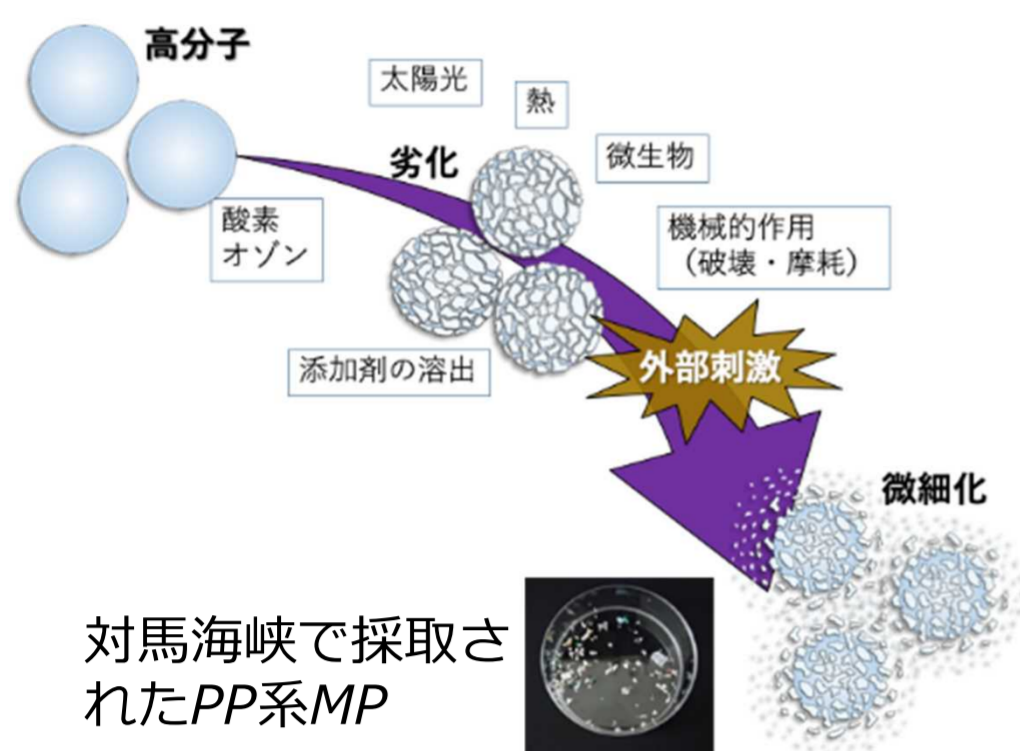 高分子
太陽光
熱
劣化
微生物
酸素
オゾン
機械的作用
（破壊・摩耗）
添加剤の溶出
外部刺激
微細化
対馬海峡で採取さ
れたPP系MP